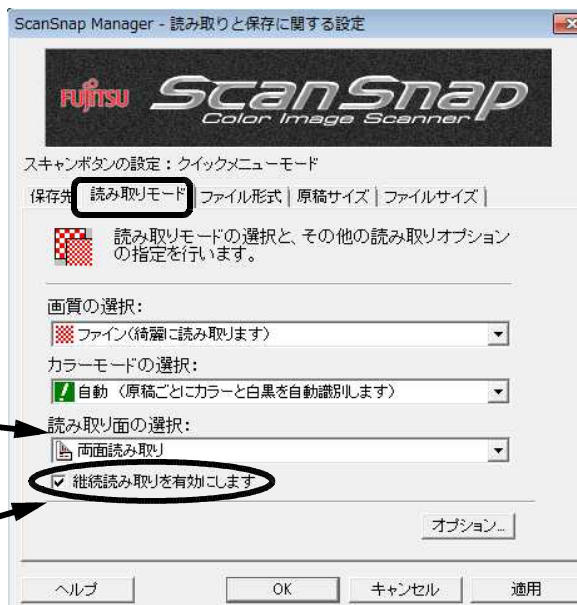 ScanSnap Manager - 読み取りと保存に関する設定
FUJITSU ScanSnap
Color Image Scanner
スキャンボタンの設定：クイックメニューモード
保存先 読み取りモード ファイル形式 原稿サイズ ファイルサイズ
読み取りモードの選択と、その他の読み取りオプション
の指定を行います。
画質の選択：
ファイン（綺麗に読み取ります）
カラーモードの選択：
自動 （原稿ごとにカラーと白黒を自動識別します）
読み取り面の選択：
両面読み取り
継続読み取りを有効にします
オプション...
ヘルプ OK キャンセル 適用